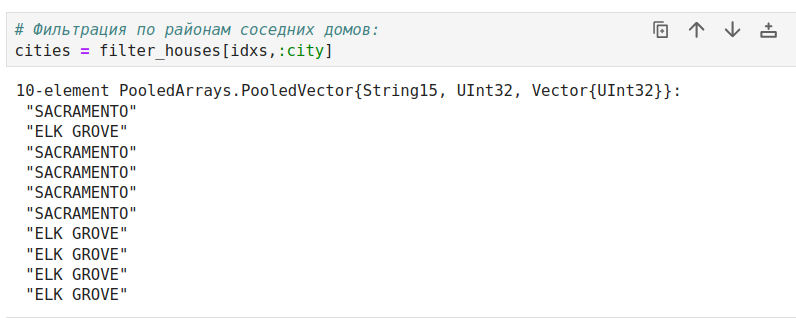 # Фильтрация по районам соседних домов:
cities = filter_houses[idxs,:city]
10-element PooledArrays.PooledVector{String15, UInt32, Vector{UInt32}}:
"SACRAMENTO"
"ELK GROVE"
"SACRAMENTO"
"SACRAMENTO"
"SACRAMENTO"
"SACRAMENTO"
"ELK GROVE"
"ELK GROVE"
"ELK GROVE"
"ELK GROVE"